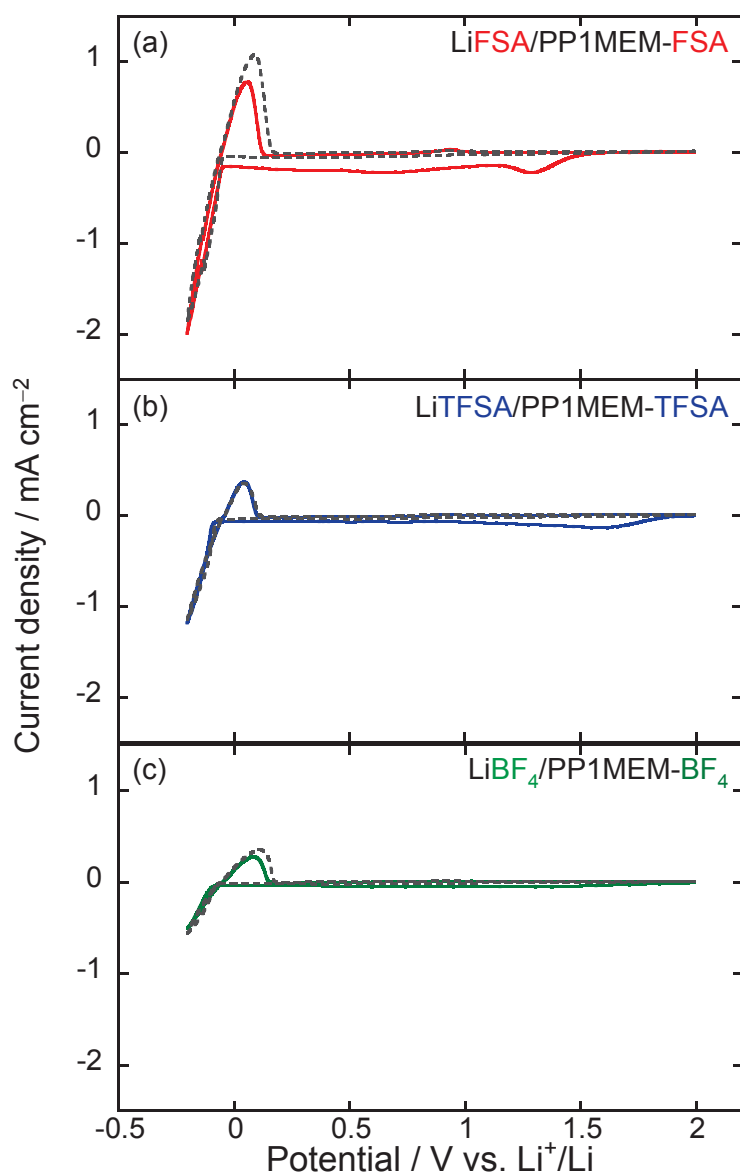 (a) LiFSA/PP1MEM-FSA
1
0
-1
-2
(b) LiTFSA/PP1MEM-TFSA
1
0
-1
-2
(c) LiBF₄/PP1MEM-BF₄
1
0
-1
-2
-0.5 0 0.5 1 1.5 2
Potential / V vs. Li⁺/Li
Current density / mA cm⁻²